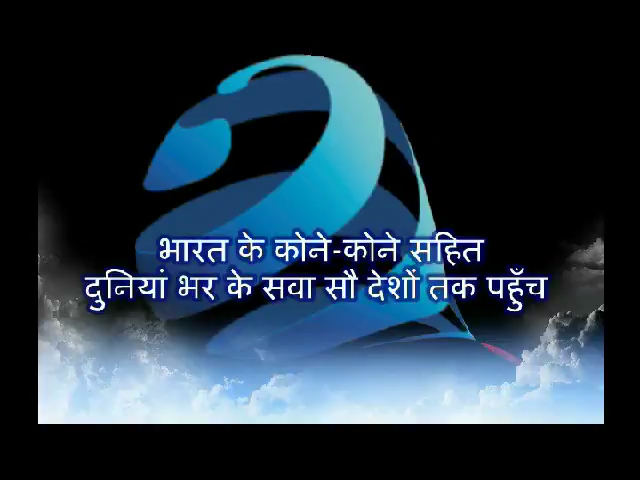 भारत के कोने-कोने सहित
दुनियां भर के सवा सौ देशों तक पहुँच